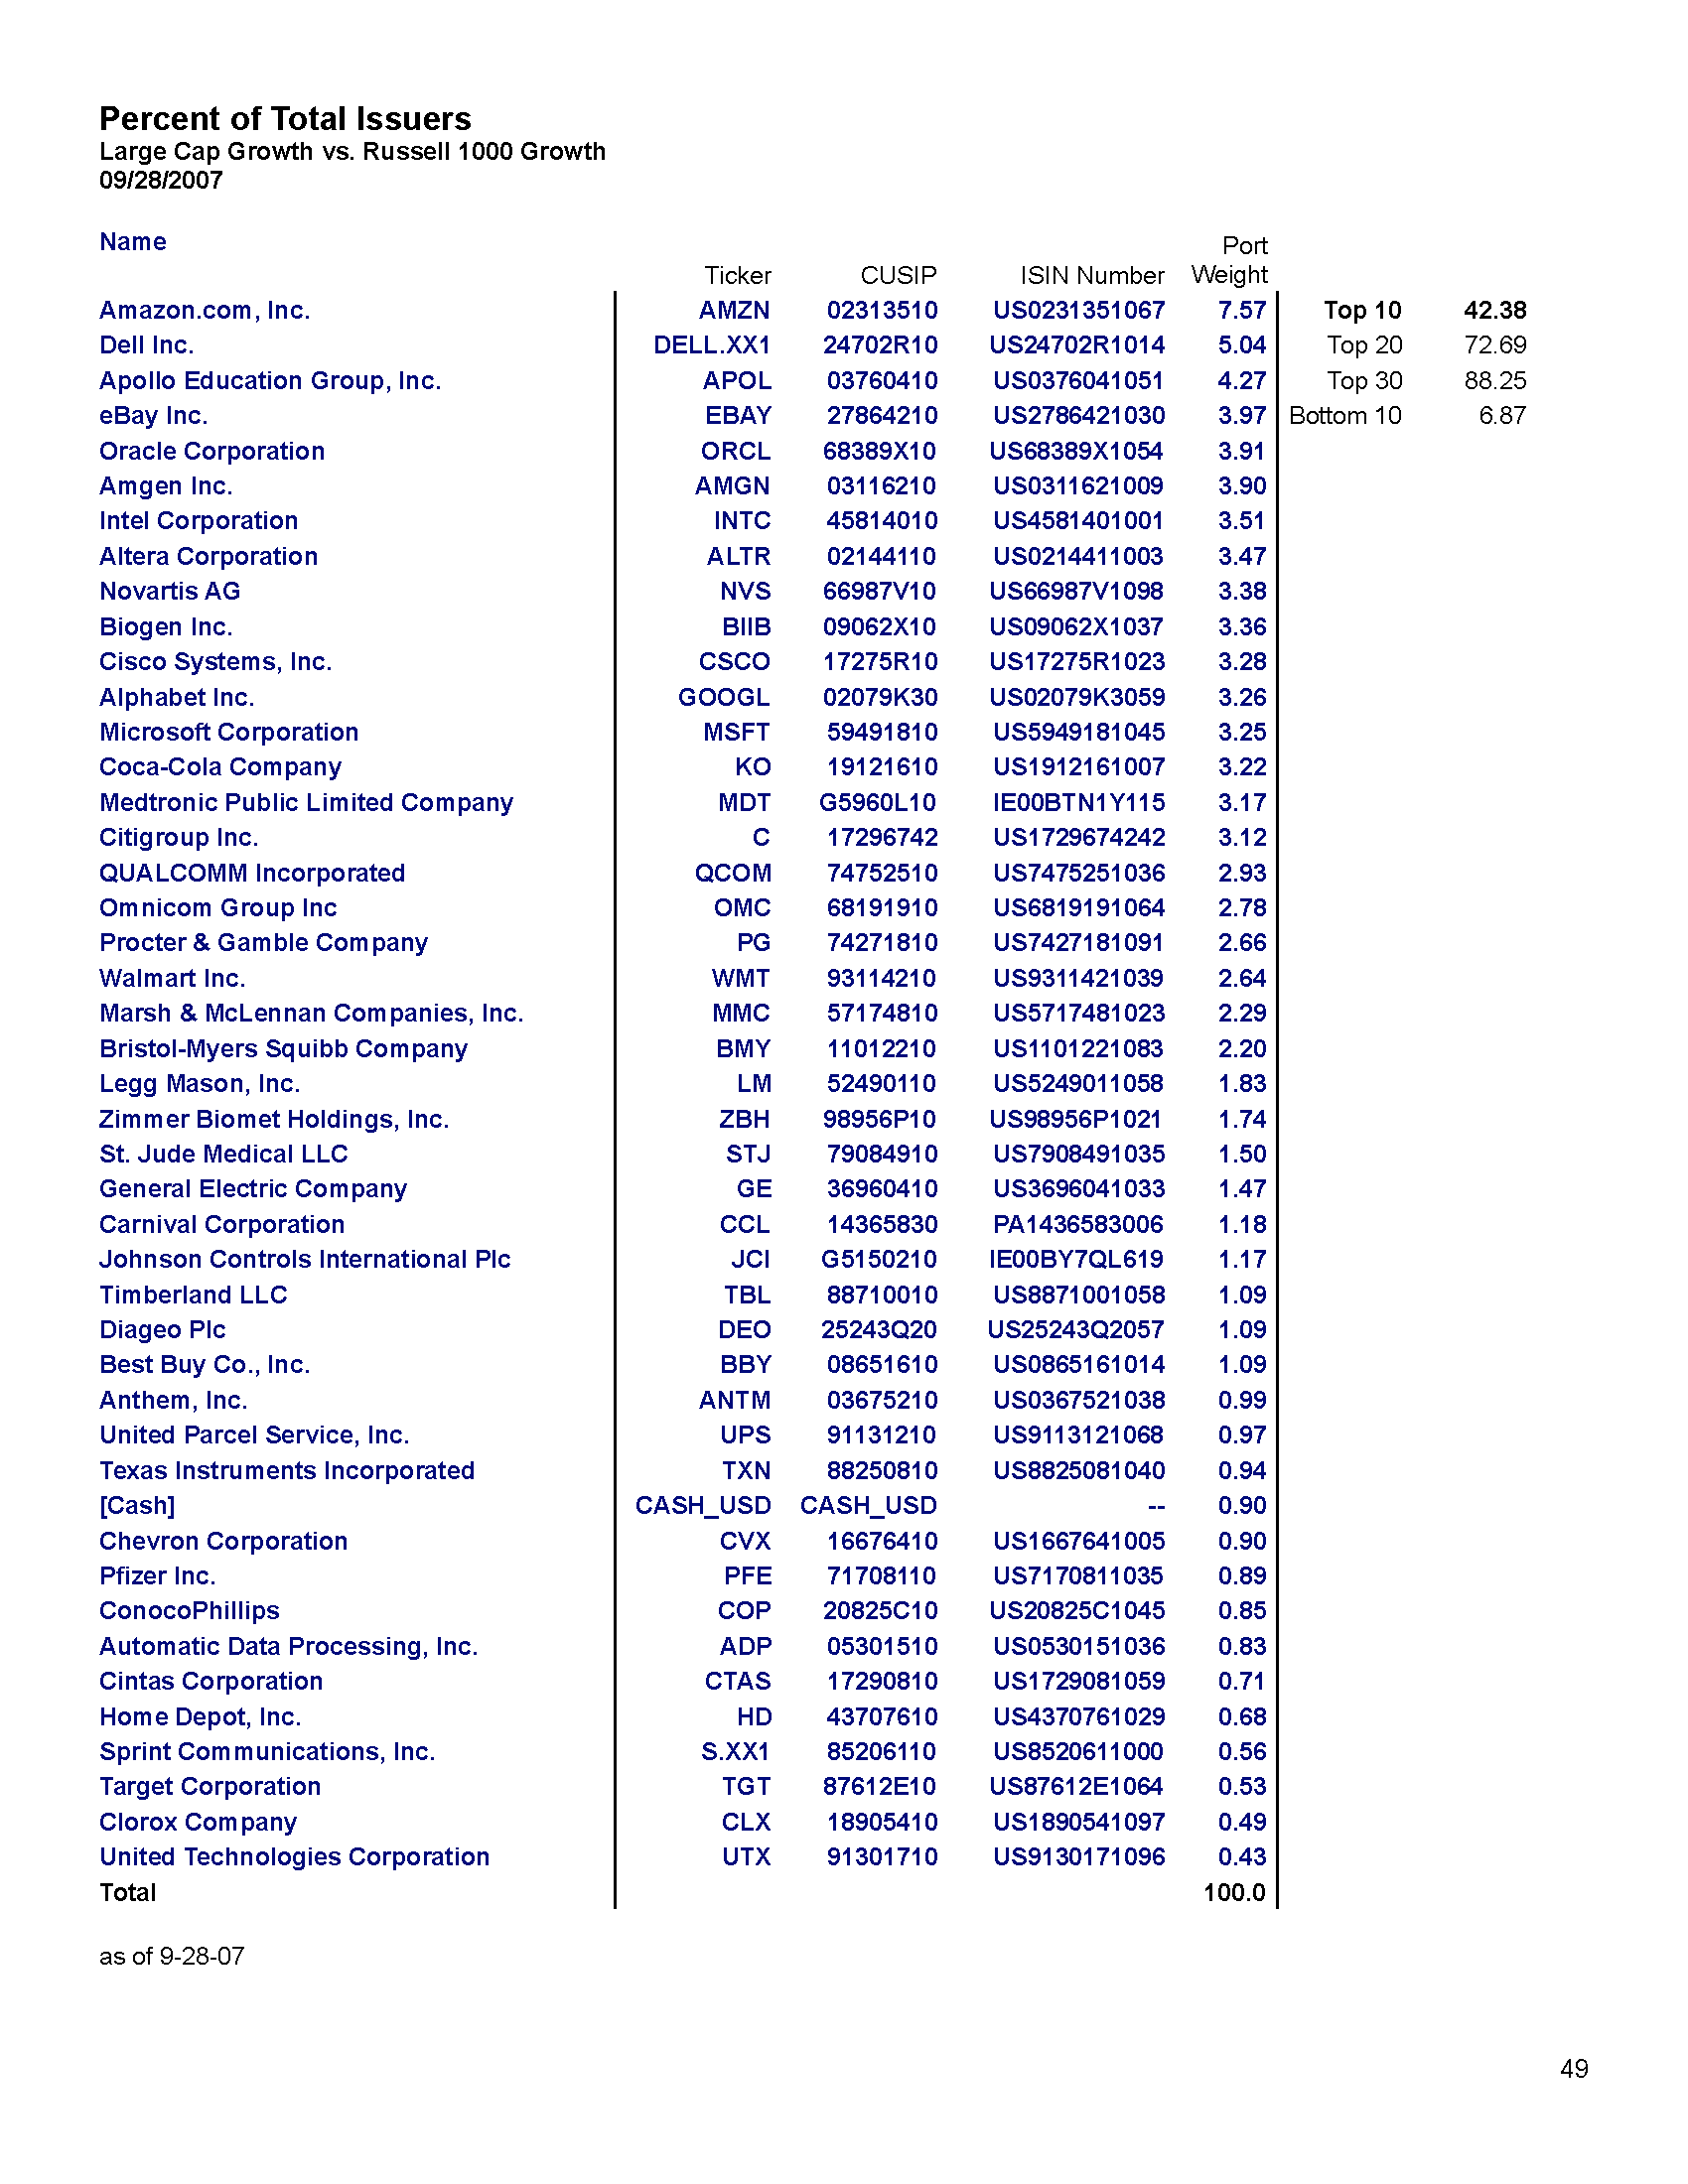 Percent of Total Issuers
Large Cap Growth vs. Russell 1000 Growth
09/28/2007
Name Ticker CUSIP ISIN Number Port Weight
Amazon.com, Inc. AMZN 02313510 US0231351067 7.57 Top 10 42.38
Dell Inc. DELL.XX1 24702R10 US24702R1014 5.04 Top 20 72.69
Apollo Education Group, Inc. APOL 03760410 US0376041051 4.27 Top 30 88.25
eBay Inc. EBAY 27864210 US2786421030 3.97 Bottom 10 6.87
Oracle Corporation ORCL 68389X10 US68389X1054 3.91
Amgen Inc. AMGN 03116210 US0311621009 3.90
Intel Corporation INTC 45814010 US4581401001 3.51
Altera Corporation ALTR 02144110 US0214411003 3.47
Novartis AG NVS 66987V10 US66987V1098 3.38
Biogen Inc. BIIB 09062X10 US09062X1037 3.36
Cisco Systems, Inc. CSCO 17275R10 US17275R1023 3.28
Alphabet Inc. GOOGL 02079K30 US02079K3059 3.26
Microsoft Corporation MSFT 59491810 US5949181045 3.25
Coca-Cola Company KO 19121610 US1912161007 3.22
Medtronic Public Limited Company MDT G5960L10 IE00BTN1Y115 3.17
Citigroup Inc. C 17296742 US1729674242 3.12
QUALCOMM Incorporated QCOM 74752510 US7475251036 2.93
Omnicom Group Inc OMC 68191910 US6819191064 2.78
Procter & Gamble Company PG 74271810 US7427181091 2.66
Walmart Inc. WMT 93114210 US9311421039 2.64
Marsh & McLennan Companies, Inc. MMC 57174810 US5717481023 2.29
Bristol-Myers Squibb Company BMY 11012210 US1101221083 2.20
Legg Mason, Inc. LM 52490110 US5249011058 1.83
Zimmer Biomet Holdings, Inc. ZBH 98956P10 US98956P1021 1.74
St. Jude Medical LLC STJ 79084910 US7908491035 1.50
General Electric Company GE 36960410 US3696041033 1.47
Carnival Corporation CCL 14365830 PA1436583006 1.18
Johnson Controls International Plc JCI G5150210 IE00BY7QL619 1.17
Timberland LLC TBL 88710010 US8871001058 1.09
Diageo Plc DEO 25243Q20 US25243Q2057 1.09
Best Buy Co., Inc. BBY 08651610 US0865161014 1.09
Anthem, Inc. ANTM 03675210 US0367521038 0.99
United Parcel Service, Inc. UPS 91131210 US9113121068 0.97
Texas Instruments Incorporated TXN 88250810 US8825081040 0.94
[Cash] CASH_USD CASH_USD -- 0.90
Chevron Corporation CVX 16676410 US1667641005 0.90
Pfizer Inc. PFE 71708110 US7170811035 0.89
ConocoPhillips COP 20825C10 US20825C1045 0.85
Automatic Data Processing, Inc. ADP 05301510 US0530151036 0.83
Cintas Corporation CTAS 17290810 US1729081059 0.71
Home Depot, Inc. HD 43707610 US4370761029 0.68
Sprint Communications, Inc. S.XX1 85206110 US8520611000 0.56
Target Corporation TGT 87612E10 US87612E1064 0.53
Clorox Company CLX 18905410 US1890541097 0.49
United Technologies Corporation UTX 91301710 US9130171096 0.43
Total 100.0
as of 9-28-07
49